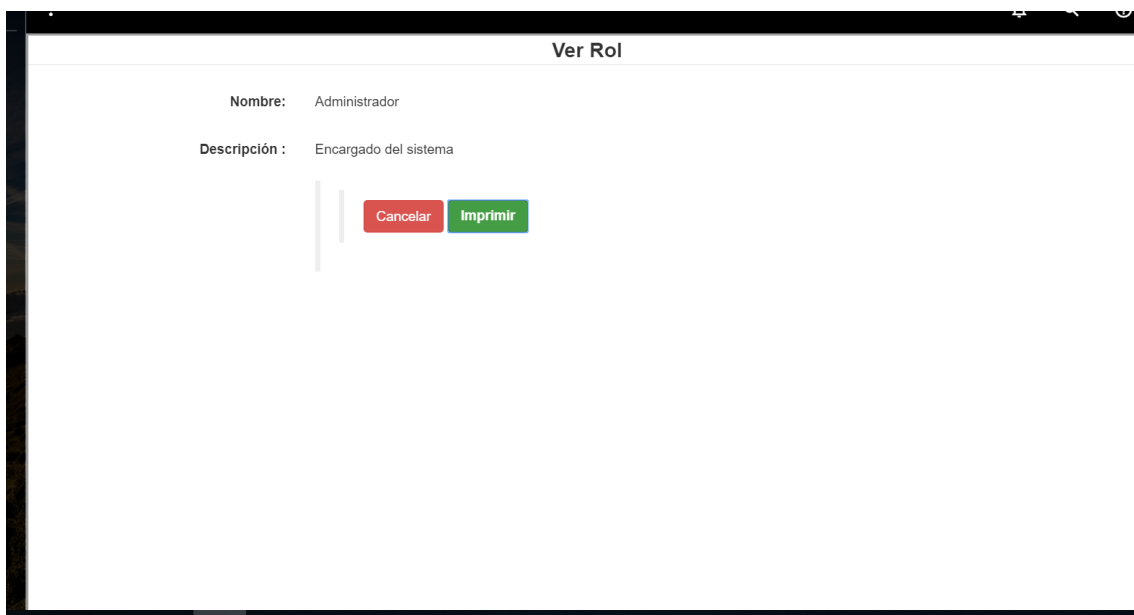 Ver Rol
Nombre: Administrador
Descripción : Encargado del sistema
Cancelar Imprimir